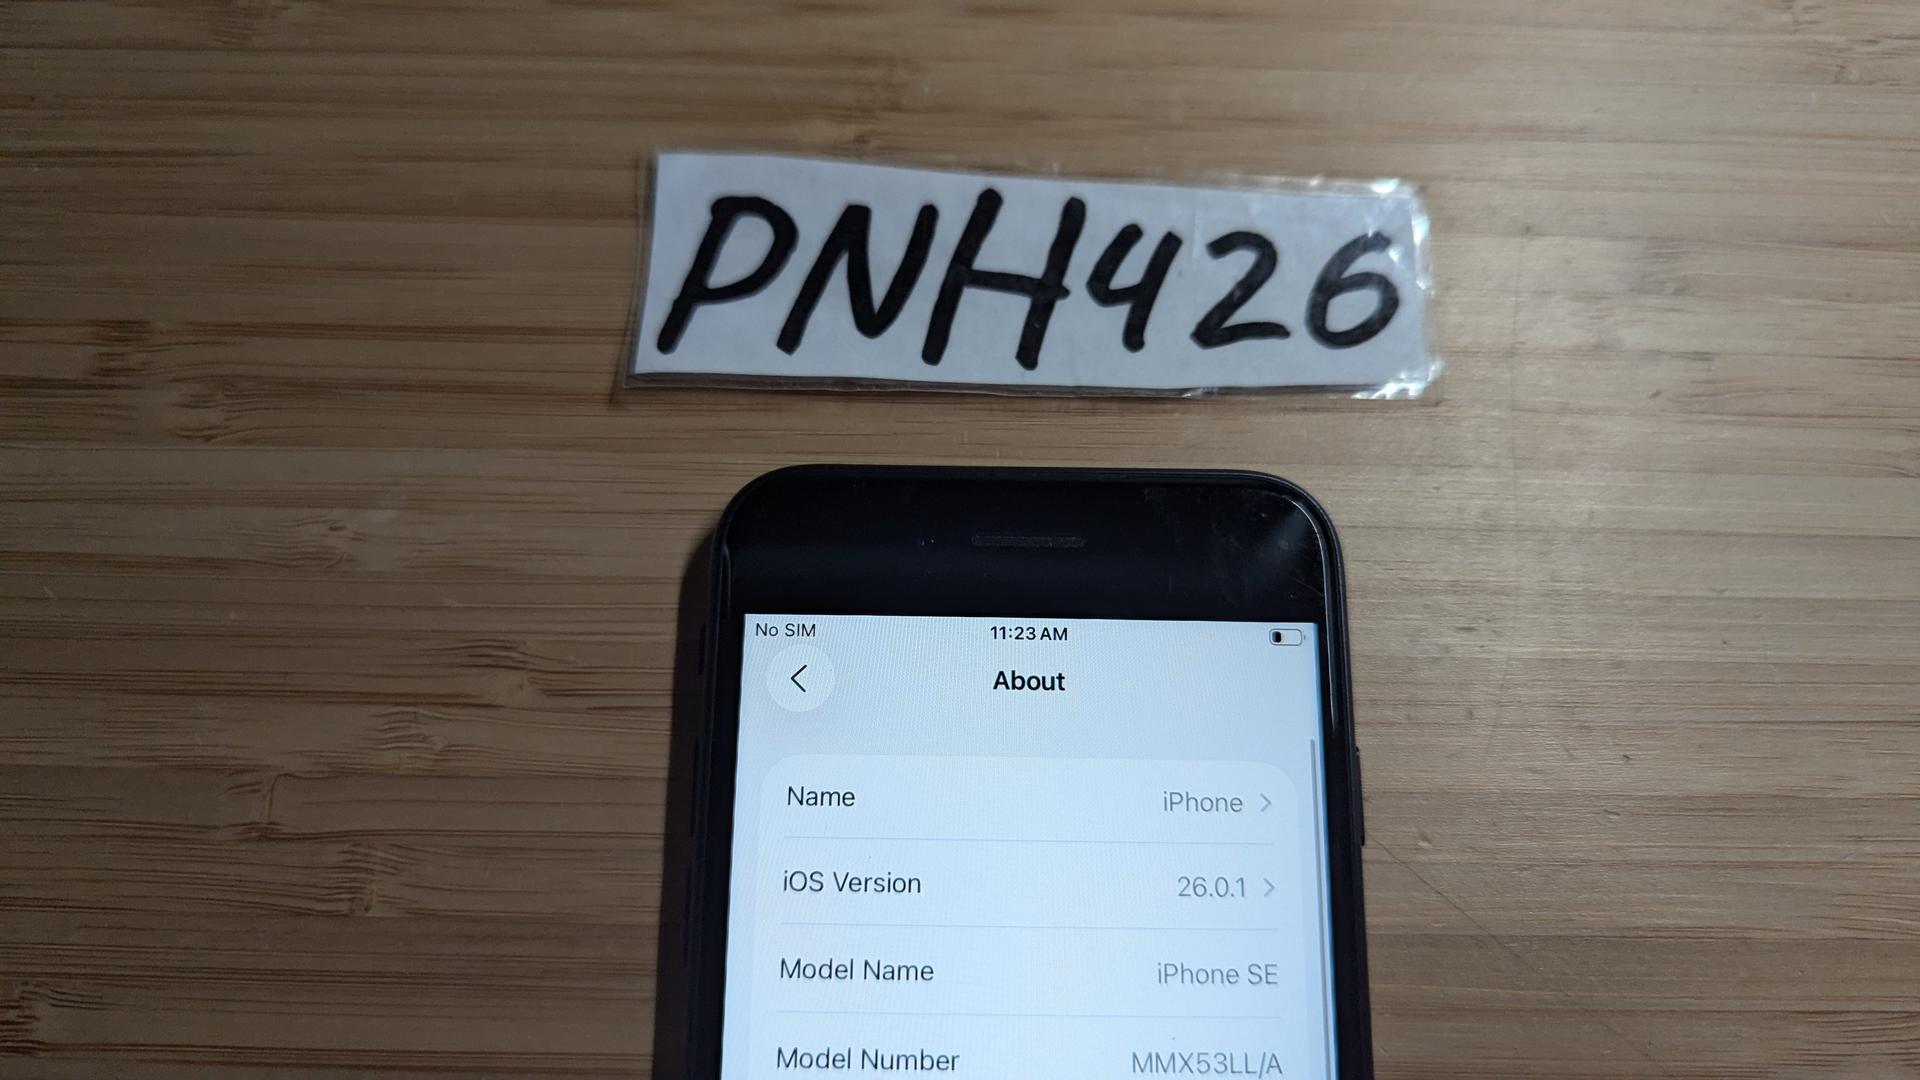 PNH426
No SIM 11:23 AM
About
Name iPhone
iOS Version 26.0.1
Model Name iPhone SE
Model Number MMX53LL/A